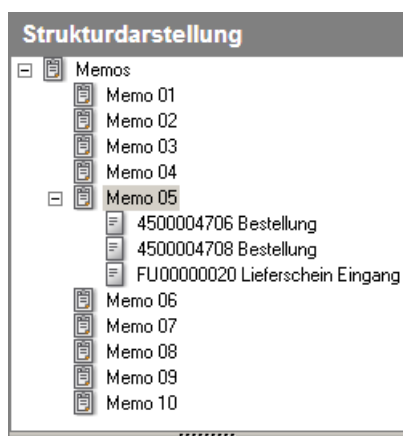 Strukturdarstellung
Memos
Memo 01
Memo 02
Memo 03
Memo 04
Memo 05
4500004706 Bestellung
4500004708 Bestellung
FU00000020 Lieferschein Eingang
Memo 06
Memo 07
Memo 08
Memo 09
Memo 10